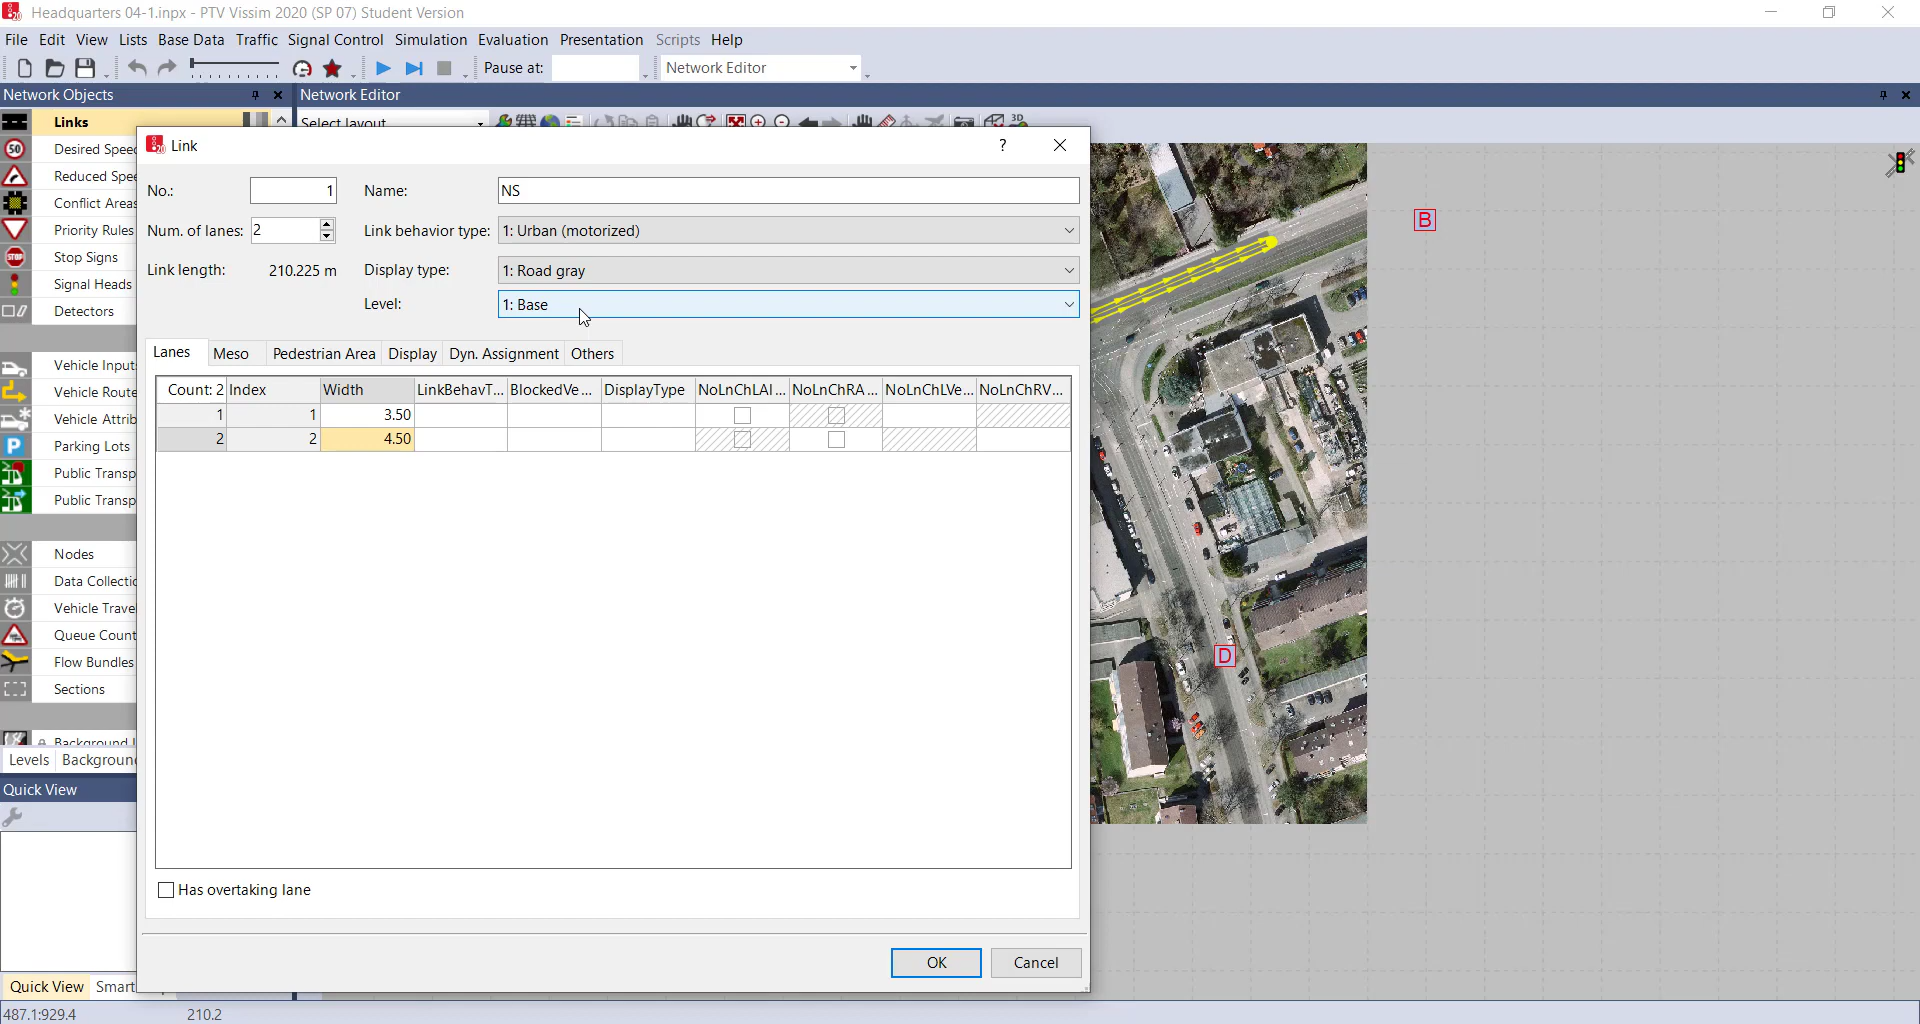 Headquarters 04-1.inpx - PTV Vissim 2020 (SP 07) Student Version
File Edit View Lists Base Data Traffic Signal Control Simulation Evaluation Presentation Scripts Help
Pause at: Network Editor
Network Objects Network Editor
Links Select layout
Link ?
50 Desired Spee
Reduced Spe
Conflict Areas
Priority Rules
STOP Stop Signs
Signal Heads
Detectors
No.: 1 Name: NS
Num. of lanes: 2 Link behavior type: 1: Urban (motorized)
Link length: 210.225 m Display type: 1: Road gray
Level: 1: Base
Lanes Meso Pedestrian Area Display Dyn. Assignment Others
Count: 2 Index Width LinkBehavT... BlockedVe... DisplayType NoLnChLAl... NoLnChRA... NoLnChLVe... NoLnChRV...
1 1 3.50
2 2 4.50
Has overtaking lane
OK Cancel
Vehicle Input
Vehicle Route
Vehicle Attrib
P Parking Lots
Public Transp
Public Transp
Nodes
Data Collectio
Vehicle Trave
Queue Count
Flow Bundles
Sections
Background I
Levels Backgroun
Quick View
Quick View Smart
487.1:929.4 210.2
B
D
3D
20